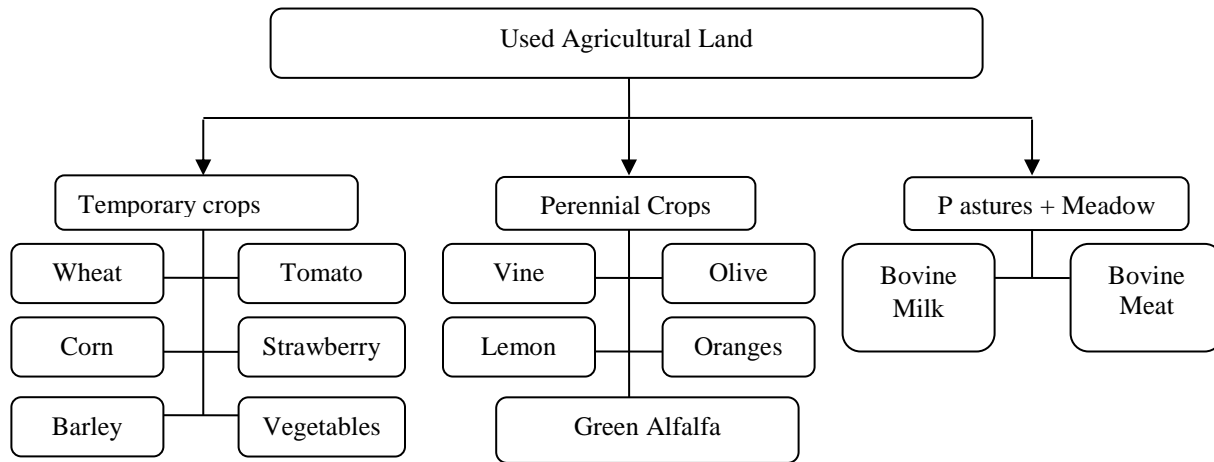 Used Agricultural Land
Temporary crops
Perennial Crops
P astures + Meadow
Wheat
Tomato
Vine
Olive
Bovine
Milk
Bovine
Meat
Corn
Strawberry
Lemon
Oranges
Barley
Vegetables
Green Alfalfa